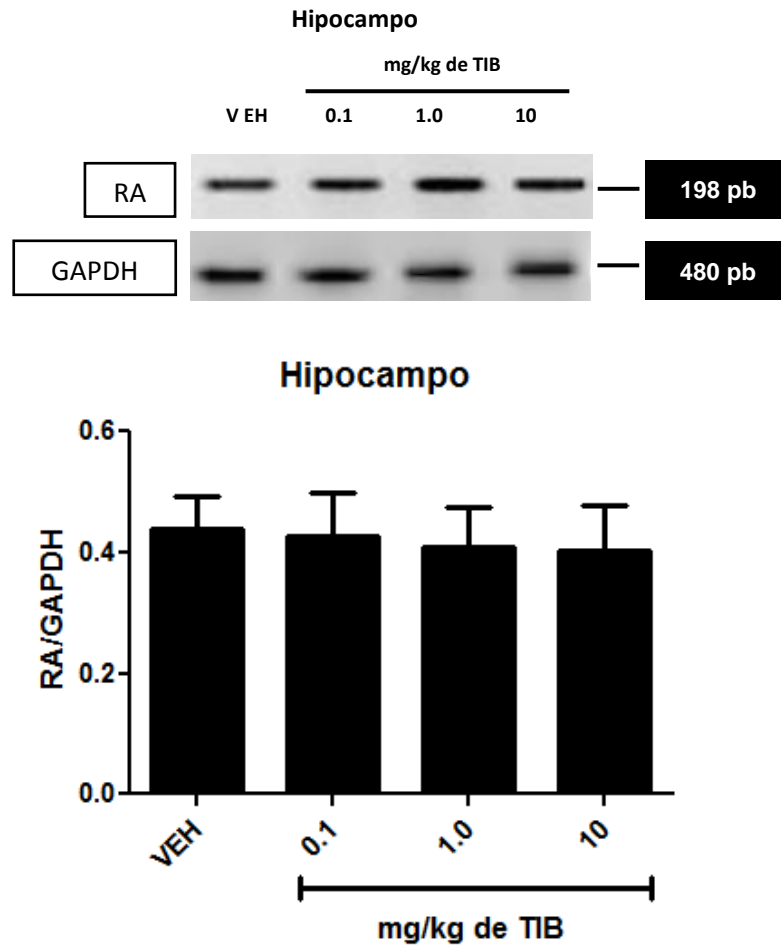 Hipocampo
mg/kg de TIB
V EH 0.1 1.0 10
RA 198 pb
GAPDH 480 pb
Hipocampo
0.6
0.4
0.2
0.0
RA/GAPDH
VEH 0.1 1.0 10
mg/kg de TIB